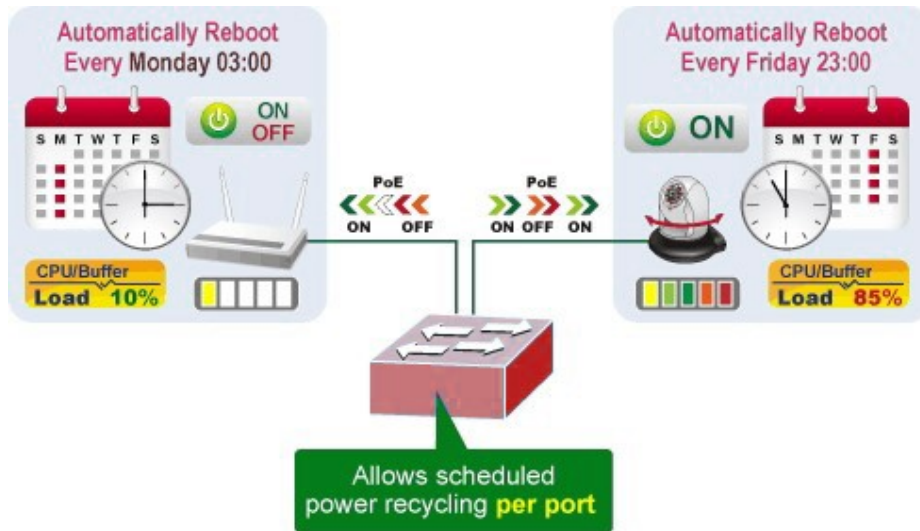 Automatically Reboot
Every Monday 03:00
S M T W T F S
ON
OFF
CPU/Buffer
Load 10%
PoE
ON OFF
PoE
ON OFF ON
Automatically Reboot
Every Friday 23:00
ON
S M T W T F S
CPU/Buffer
Load 85%
Allows scheduled
power recycling per port